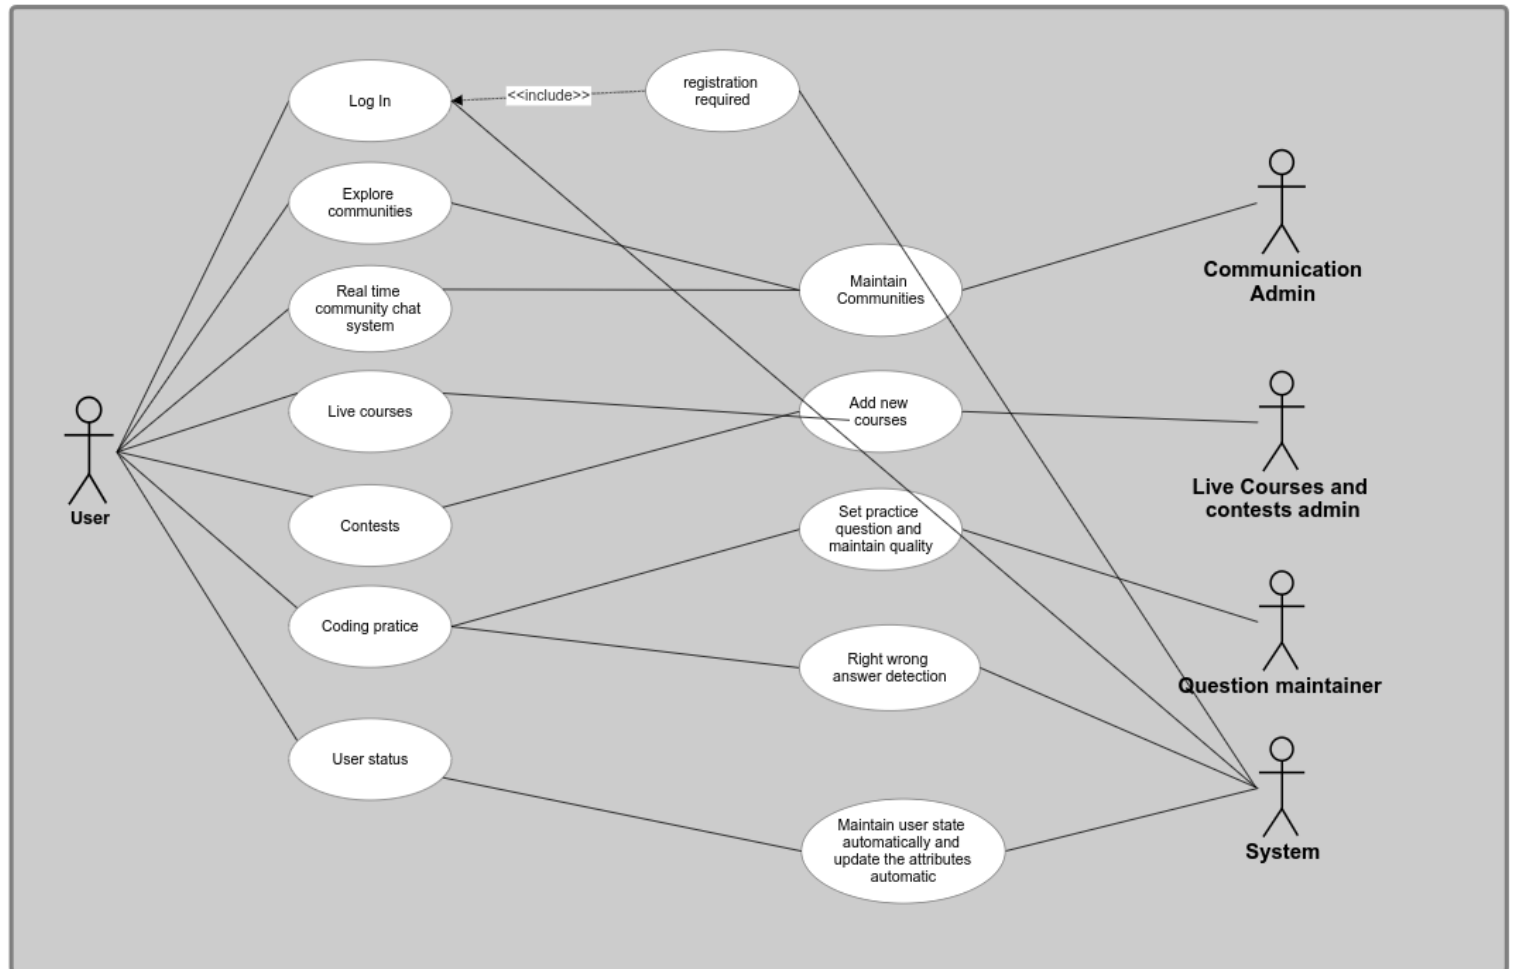 Log In
<<include>>
registration
required
Explore
communities
Real time
community chat
system
Maintain
Communities
Communication
Admin
Live courses
Add new
courses
Live Courses and
contests admin
User
Contests
Set practice
question and
maintain quality
Coding pratice
Right wrong
answer detection
Question maintainer
User status
Maintain user state
automatically and
update the attributes
automatic
System